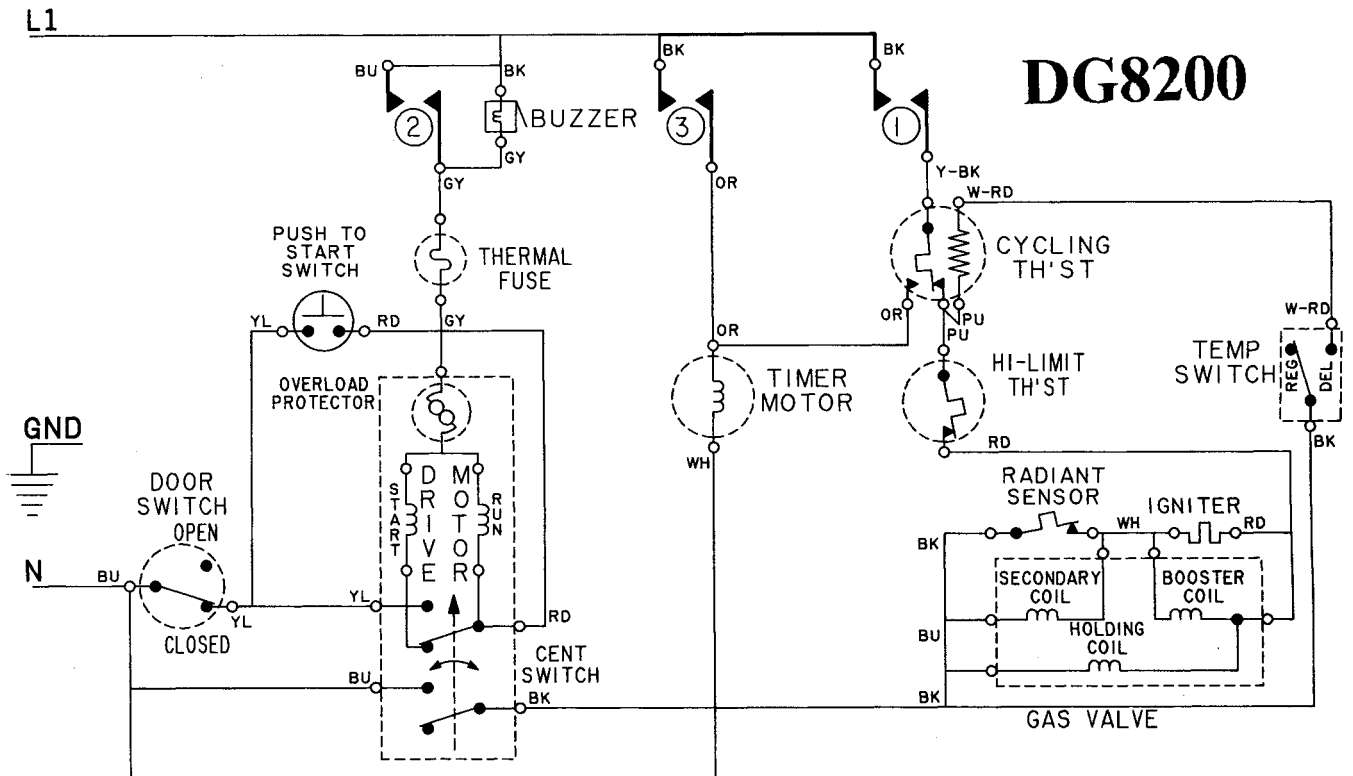 L1
DG8200
BK
BK
BU
BK
2
BUZZER
3
1
GY
GY
OR
Y-BK
W-RD
PUSH TO
START
SWITCH
THERMAL
FUSE
CYCLING
TH'ST
YL
RD
GY
OR
OR
PU
PU
W-RD
TEMP
SWITCH
REG
DEL
BK
OVERLOAD
PROTECTOR
TIMER
MOTOR
HI-LIMIT
TH'ST
GND
WH
RD
DOOR
SWITCH
OPEN
START
DRIVE
MOTOR
RUN
RADIANT
SENSOR
IGNITER
WH
RD
BK
N
BU
SECONDARY
COIL
BOOSTER
COIL
YL
YL
CLOSED
RD
BU
HOLDING
COIL
CENT
SWITCH
BU
BK
BK
GAS VALVE